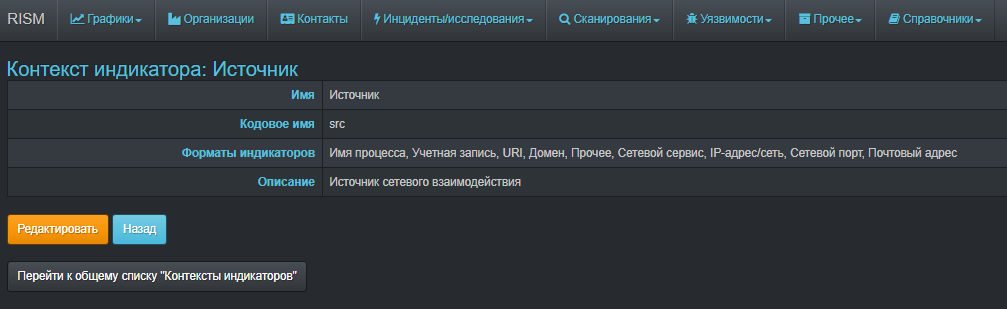 RISM Графики Организации Контакты Инциденты/исследования Сканирования Уязвимости Прочее Справочники
Контекст индикатора: Источник
Имя Источник
Кодовое имя src
Форматы индикаторов Имя процесса, Учетная запись, URI, Домен, Прочее, Сетевой сервис, IP-адрес/сеть, Сетевой порт, Почтовый адрес
Описание Источник сетевого взаимодействия
Редактировать Назад
Перейти к общему списку "Контексты индикаторов"